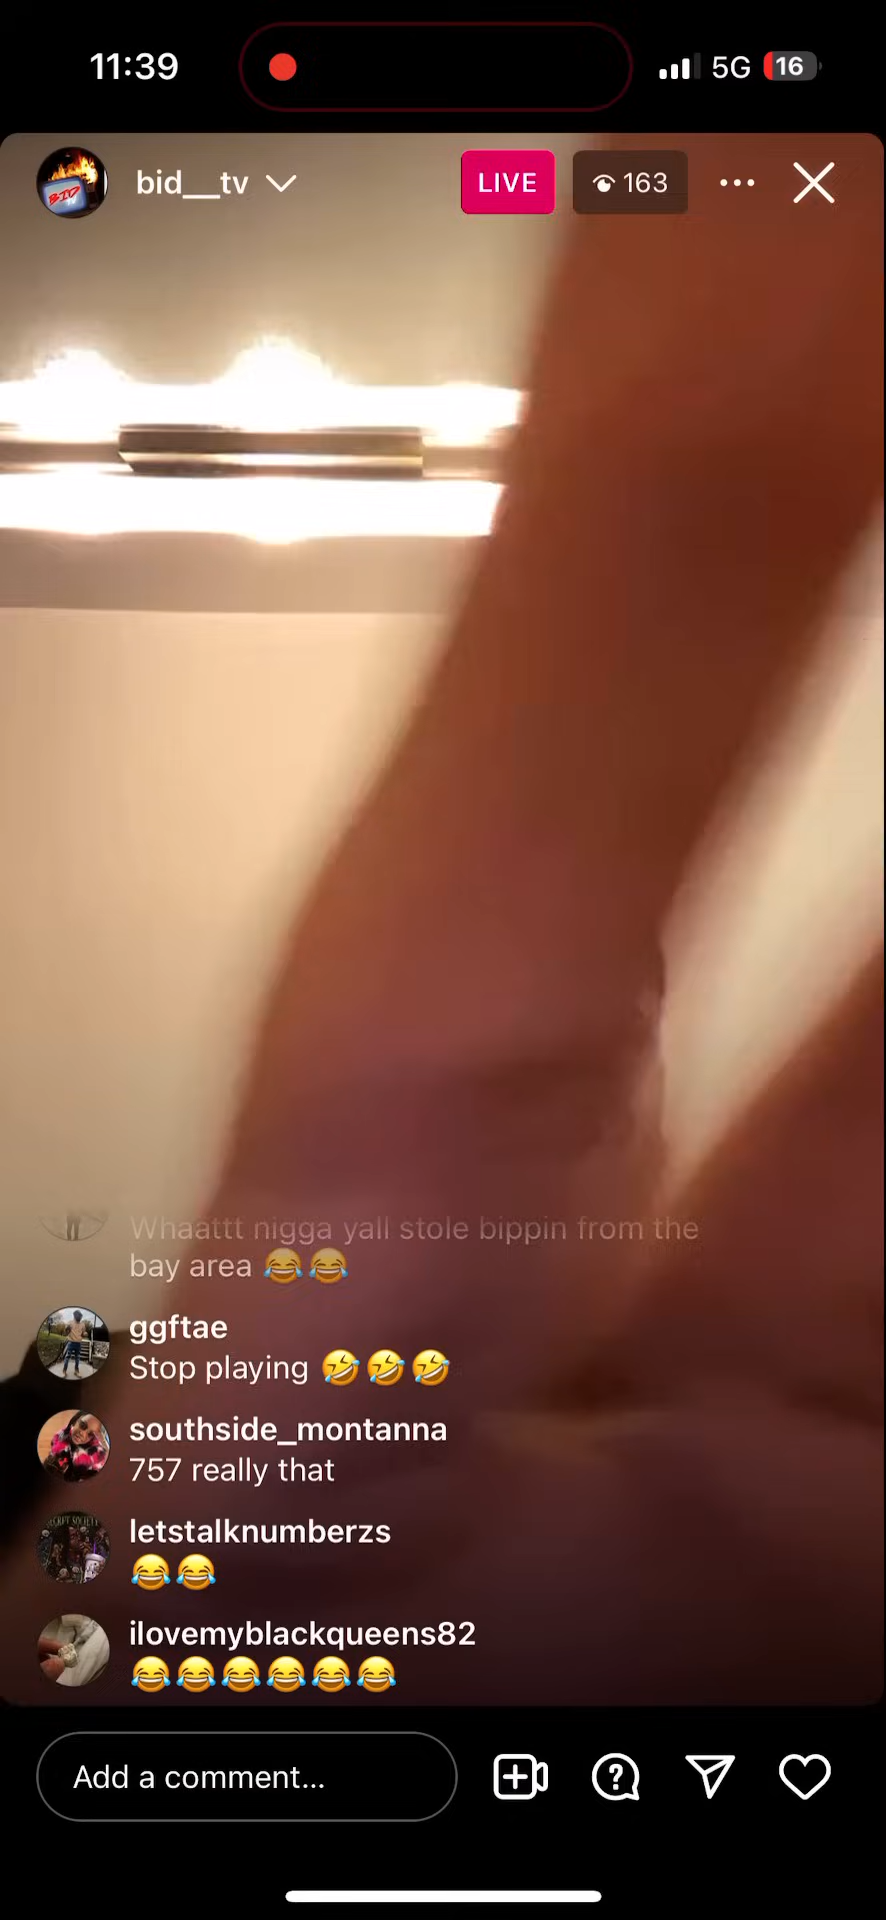 11:39
5G
16
BID
bid__tv
LIVE
163
Whaattt nigga yall stole bippin from the
bay area 😂😂
ggftae
Stop playing 🤣🤣🤣
southside_montanna
757 really that
letstalknumberzs
😂😂
ilovemyblackqueens82
😂😂😂😂😂😂
Add a comment...